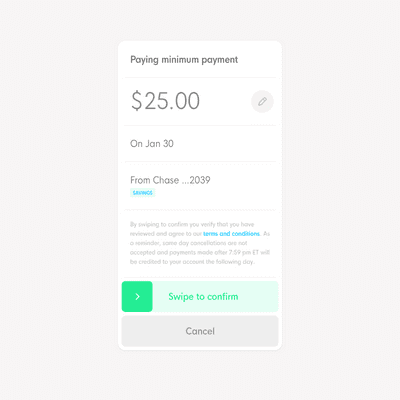 Paying minimum payment
$25.00
On Jan 30
From Chase ...2039
SAVINGS
By swiping to confirm you verify that you have
reviewed and agree to our terms and conditions. As
a reminder, same day cancellations are not
accepted and payments made after 7:59 pm ET will
be credited to your account the following day.
Swipe to confirm
Cancel